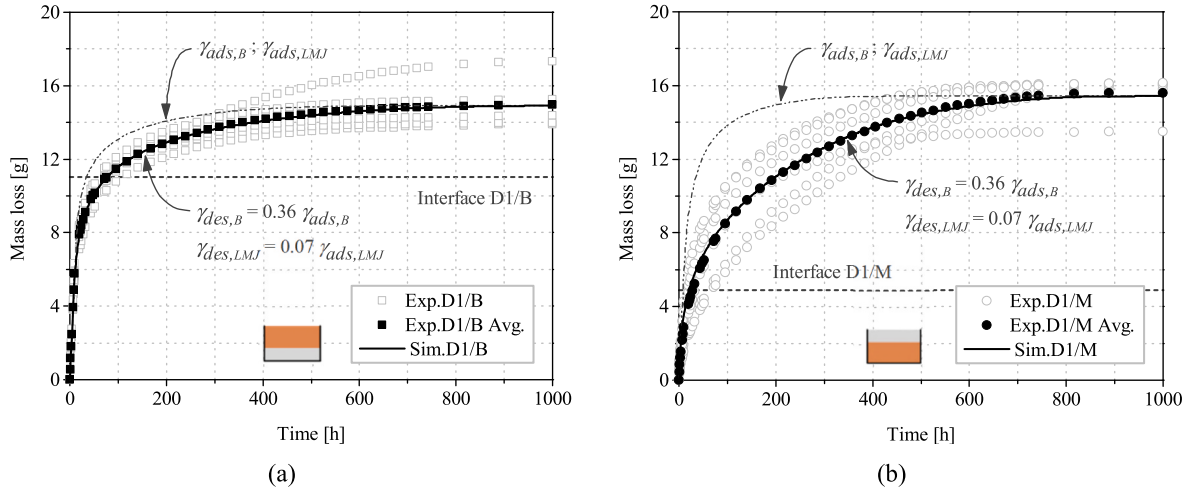 20
16
12
8
4
0
Mass loss [g]
γads,B ; γads,LMJ
Interface D1/B
γdes,B = 0.36 γads,B
γdes,LMJ = 0.07 γads,LMJ
Exp.D1/B
Exp.D1/B Avg.
Sim.D1/B
0 200 400 600 800 1000
Time [h]
(a)
20
16
12
8
4
0
Mass loss [g]
γads,B ; γads,LMJ
γdes,B = 0.36 γads,B
γdes,LMJ = 0.07 γads,LMJ
Interface D1/M
Exp.D1/M
Exp.D1/M Avg.
Sim.D1/M
0 200 400 600 800 1000
Time [h]
(b)